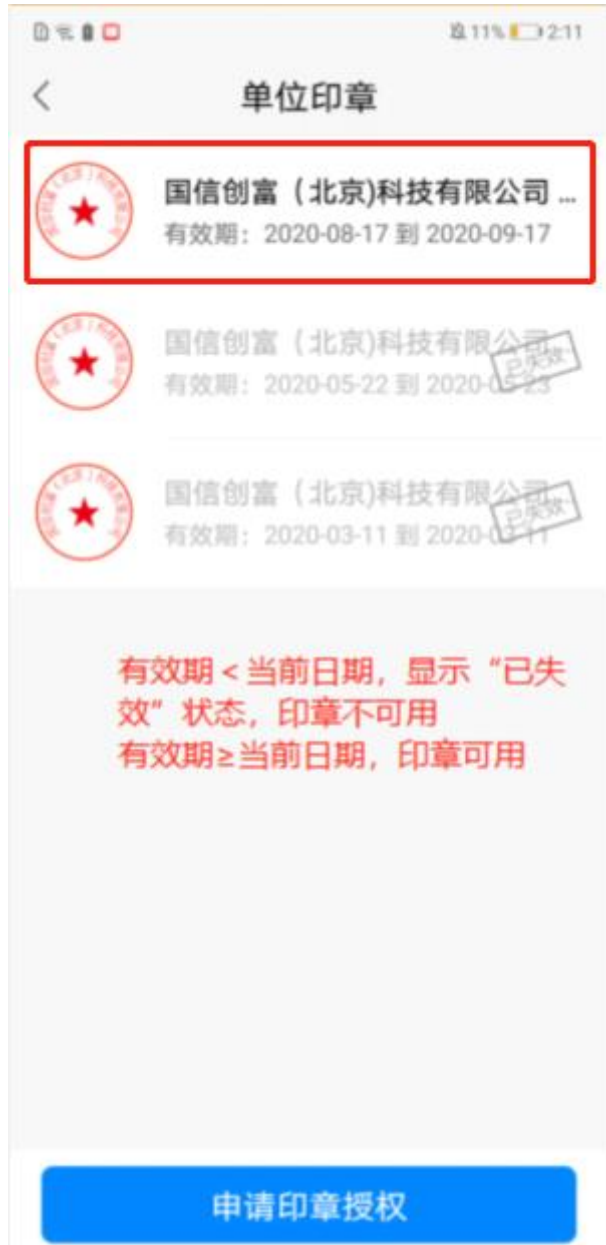 11% 2:11
单位印章
国信创富（北京)科技有限公司 ...
有效期：2020-08-17 到 2020-09-17
国信创富（北京)科技有限公司
已失效
有效期：2020-05-22 到 2020-05-23
国信创富（北京)科技有限公司
已失效
有效期：2020-03-11 到 2020-
有效期＜当前日期，显示“已失
效”状态，印章不可用
有效期≥当前日期，印章可用
申请印章授权